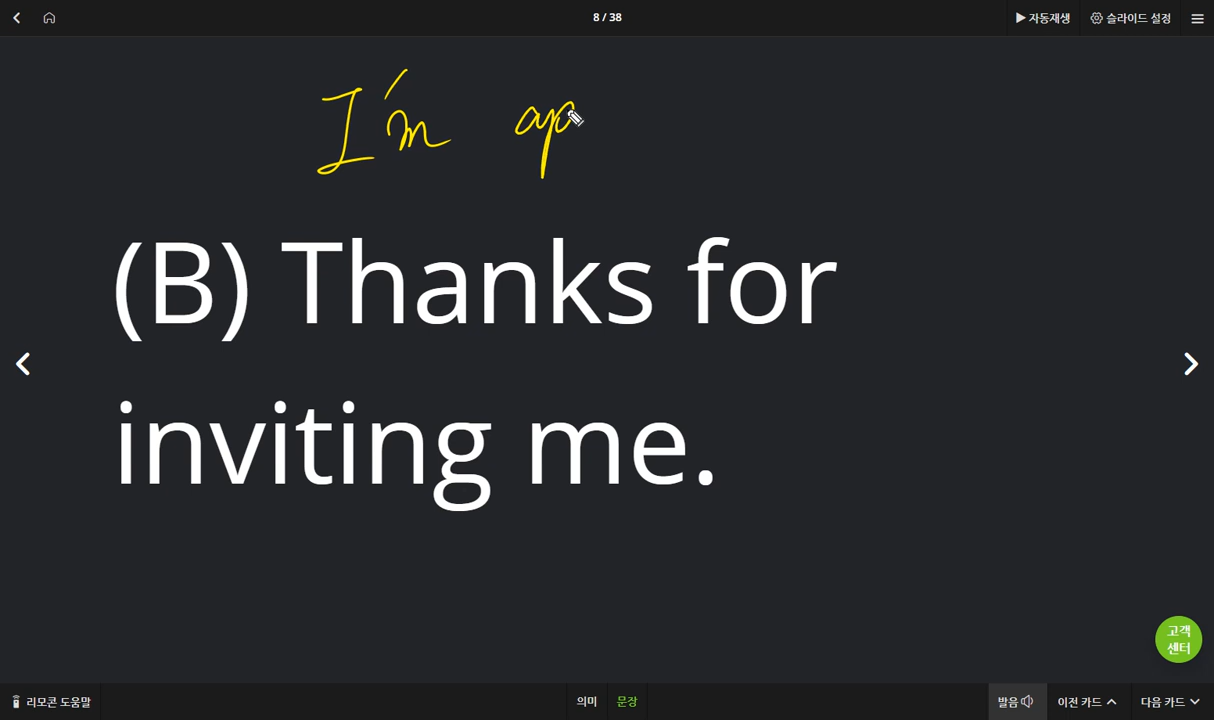 8 / 38
자동재생
슬라이드 설정
I'm ap
(B) Thanks for
inviting me.
고객
센터
리모콘 도움말
의미
문장
발음
이전 카드
다음 카드